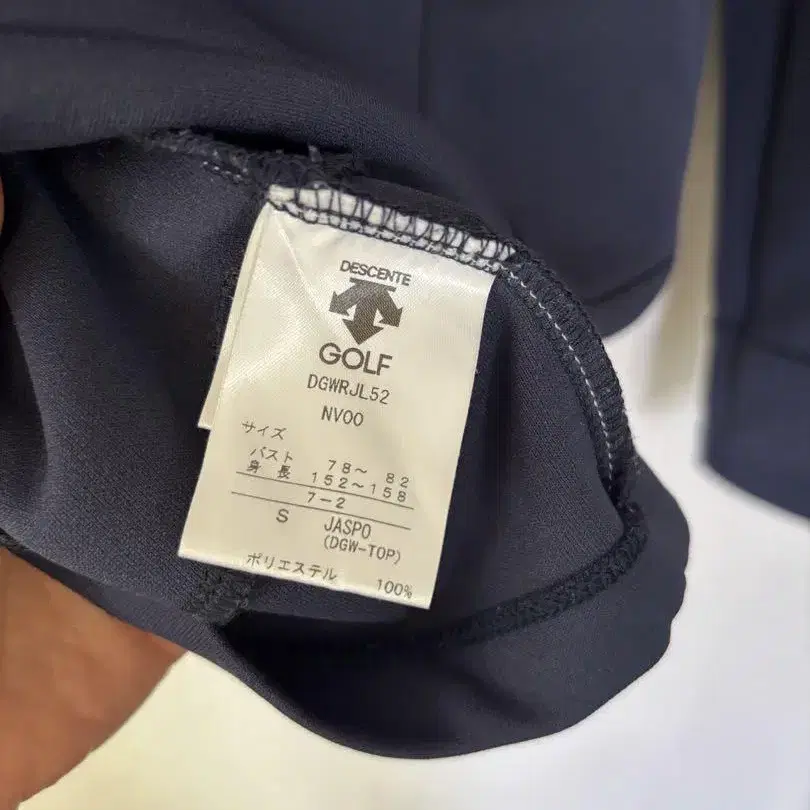 DESCENTE
GOLF
DGWRJL52
NV00
サイズ
バスト 78～ 82
身長 152～158
7-2
S JASPO
(DGW-TOP)
ポリエステル 100%